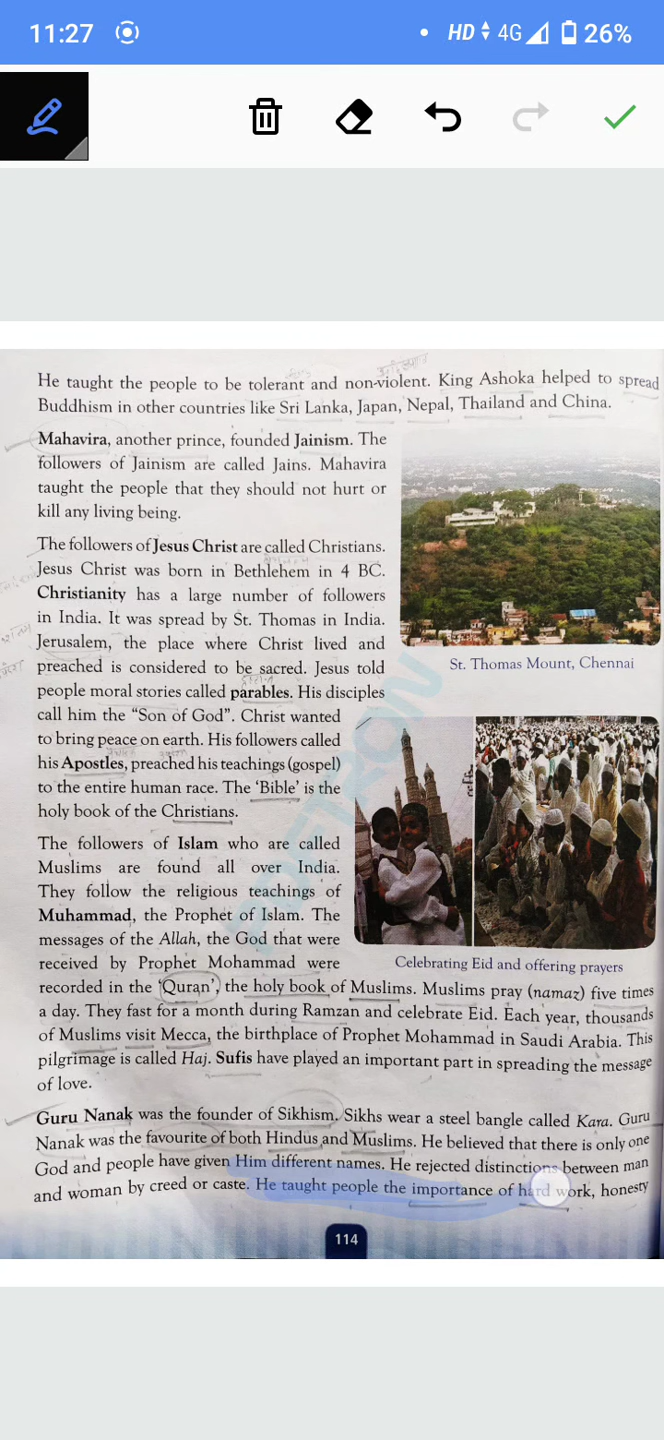 11:27
HD 4G 26%
He taught the people to be tolerant and non-violent. King Ashoka helped to spread
Buddhism in other countries like Sri Lanka, Japan, Nepal, Thailand and China.
Mahavira, another prince, founded Jainism. The
followers of Jainism are called Jains. Mahavira
taught the people that they should not hurt or
kill any living being.
The followers of Jesus Christ are called Christians.
Jesus Christ was born in Bethlehem in 4 BC.
Christianity has a large number of followers
in India. It was spread by St. Thomas in India.
Jerusalem, the place where Christ lived and
preached is considered to be sacred. Jesus told
people moral stories called parables. His disciples
call him the “Son of God”. Christ wanted
to bring peace on earth. His followers called
his Apostles, preached his teachings (gospel)
to the entire human race. The ‘Bible’ is the
holy book of the Christians.
St. Thomas Mount, Chennai
The followers of Islam who are called
Muslims are found all over India.
They follow the religious teachings of
Muhammad, the Prophet of Islam. The
messages of the Allah, the God that were
received by Prophet Mohammad were
Celebrating Eid and offering prayers
recorded in the ‘Quran’, the holy book of Muslims. Muslims pray (namaz) five times
a day. They fast for a month during Ramzan and celebrate Eid. Each year, thousands
of Muslims visit Mecca, the birthplace of Prophet Mohammad in Saudi Arabia. This
pilgrimage is called Haj. Sufis have played an important part in spreading the message
of love.
Guru Nanak was the founder of Sikhism. Sikhs wear a steel bangle called Kara. Guru
Nanak was the favourite of both Hindus and Muslims. He believed that there is only one
God and people have given Him different names. He rejected distinctions between man
and woman by creed or caste. He taught people the importance of hard work, honesty
114